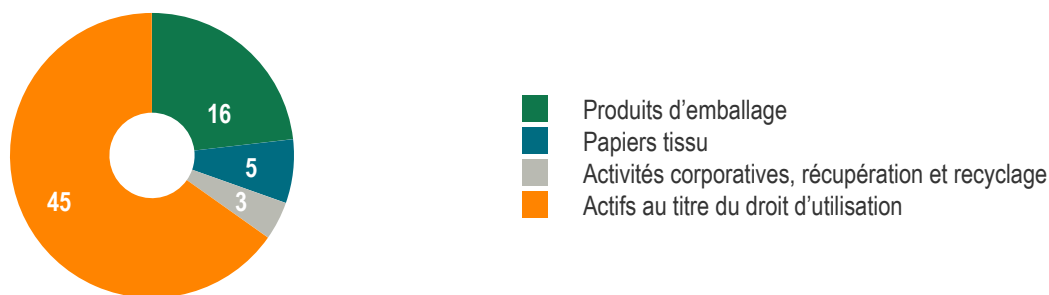 16
5
3
45
Produits d’emballage
Papiers tissu
Activités corporatives, récupération et recyclage
Actifs au titre du droit d’utilisation